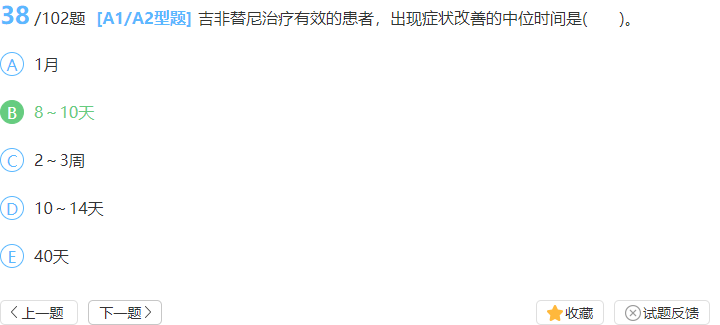 38/102题 [A1/A2型题] 吉非替尼治疗有效的患者，出现症状改善的中位时间是(  )。
A 1月
B 8～10天
C 2～3周
D 10～14天
E 40天
上一题 下一题 收藏 试题反馈